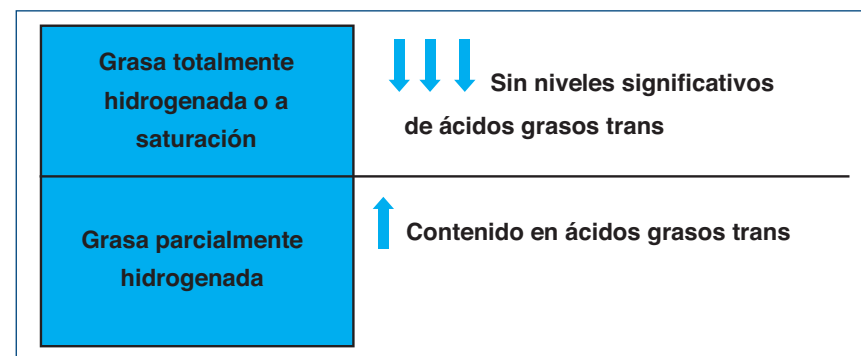 Grasa totalmente
hidrogenada o a
saturación
Sin niveles significativos
de ácidos grasos trans
Grasa parcialmente
hidrogenada
Contenido en ácidos grasos trans